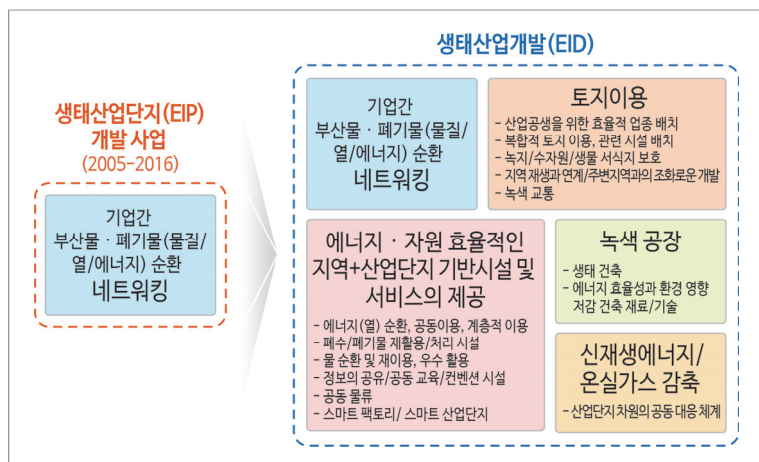 생태산업개발(EID)
생태산업단지(EIP)
개발 사업
(2005-2016)
기업간
부산물 · 폐기물(물질/
열/에너지) 순환
네트워킹
기업간
부산물 · 폐기물(물질/
열/에너지) 순환
네트워킹
토지이용
- 산업공생을 위한 효율적 업종 배치
- 복합적 토지 이용, 관련 시설 배치
- 녹지/수자원/생물 서식지 보호
- 지역 재생과 연계/주변지역과의 조화로운 개발
- 녹색 교통
에너지 · 자원 효율적인
지역+산업단지 기반시설 및
서비스의 제공
- 에너지(열) 순환, 공동이용, 계층적 이용
- 폐수/폐기물 재활용/처리 시설
- 물 순환 및 재이용, 우수 활용
- 정보의 공유/공동 교육/컨벤션 시설
- 공동 물류
- 스마트 팩토리/ 스마트 산업단지
녹색 공장
- 생태 건축
- 에너지 효율성과 환경 영향
저감 건축 재료/기술
신재생에너지/
온실가스 감축
- 산업단지 차원의 공동 대응 체계